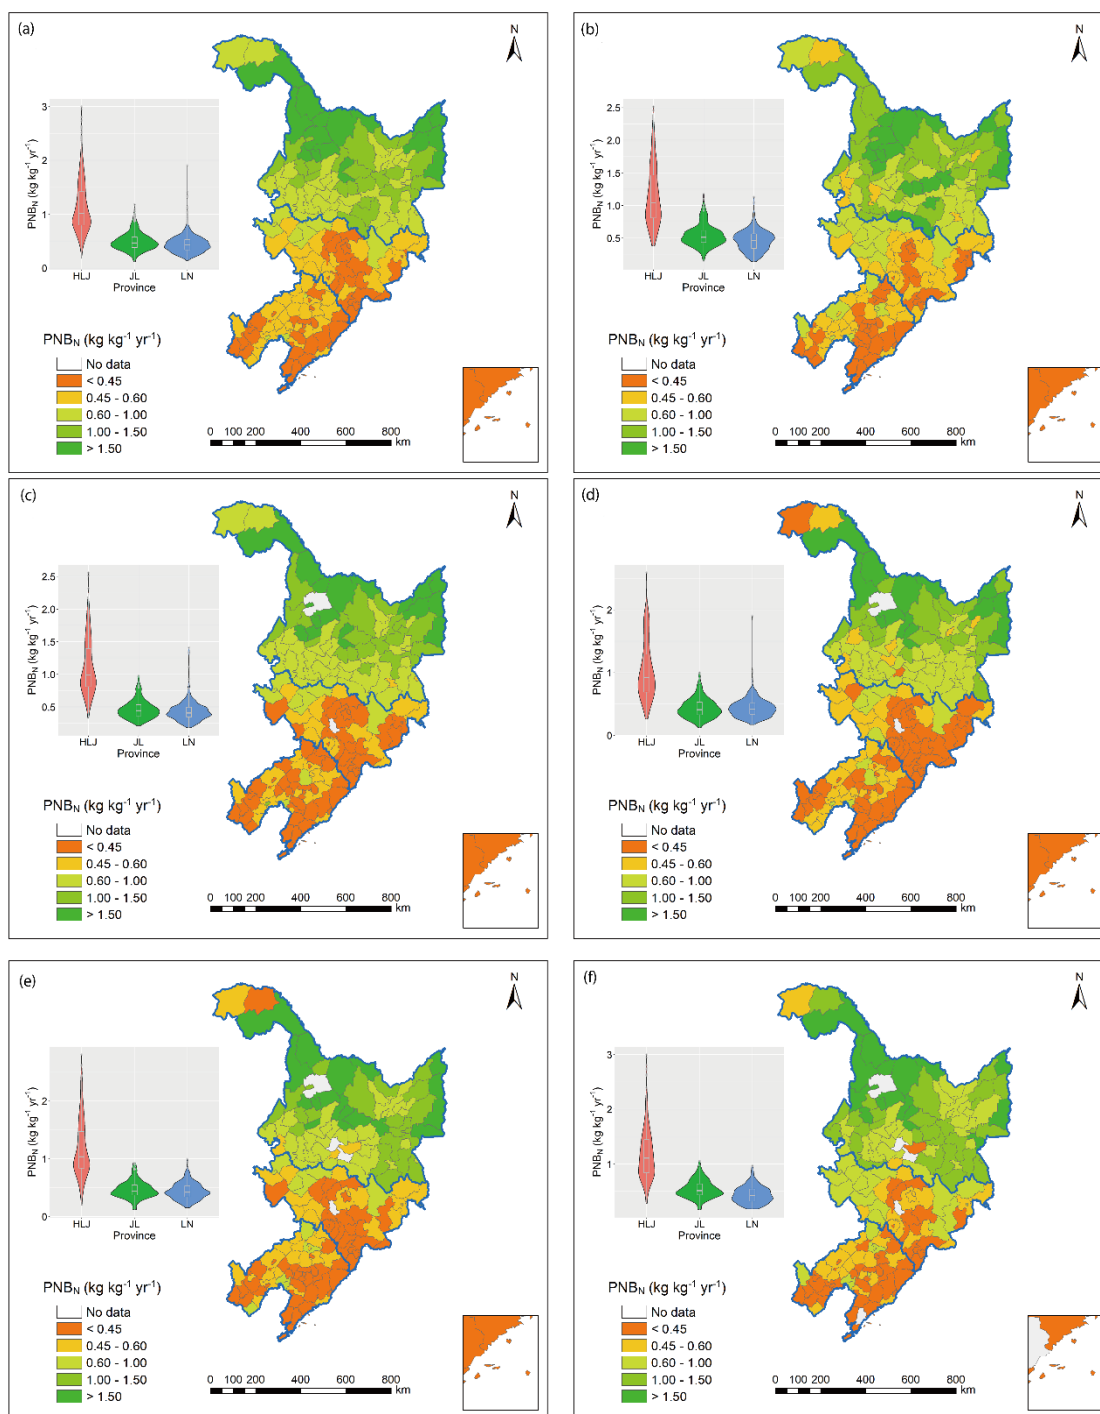 (a)
N
3
2
1
0
PNB_N (kg kg⁻¹ yr⁻¹)
HLJ JL LN
Province
PNB_N (kg kg⁻¹ yr⁻¹)
No data
< 0.45
0.45 - 0.60
0.60 - 1.00
1.00 - 1.50
> 1.50
0 100 200 400 600 800
km
(b)
N
2.5
2.0
1.5
1.0
0.5
PNB_N (kg kg⁻¹ yr⁻¹)
HLJ JL LN
Province
PNB_N (kg kg⁻¹ yr⁻¹)
No data
< 0.45
0.45 - 0.60
0.60 - 1.00
1.00 - 1.50
> 1.50
0 100 200 400 600 800
km
(c)
N
2.5
2.0
1.5
1.0
0.5
PNB_N (kg kg⁻¹ yr⁻¹)
HLJ JL LN
Province
PNB_N (kg kg⁻¹ yr⁻¹)
No data
< 0.45
0.45 - 0.60
0.60 - 1.00
1.00 - 1.50
> 1.50
0 100 200 400 600 800
km
(d)
N
2
1
0
PNB_N (kg kg⁻¹ yr⁻¹)
HLJ JL LN
Province
PNB_N (kg kg⁻¹ yr⁻¹)
No data
< 0.45
0.45 - 0.60
0.60 - 1.00
1.00 - 1.50
> 1.50
0 100 200 400 600 800
km
(e)
N
2
1
0
PNB_N (kg kg⁻¹ yr⁻¹)
HLJ JL LN
Province
PNB_N (kg kg⁻¹ yr⁻¹)
No data
< 0.45
0.45 - 0.60
0.60 - 1.00
1.00 - 1.50
> 1.50
0 100 200 400 600 800
km
(f)
N
3
2
1
PNB_N (kg kg⁻¹ yr⁻¹)
HLJ JL LN
Province
PNB_N (kg kg⁻¹ yr⁻¹)
No data
< 0.45
0.45 - 0.60
0.60 - 1.00
1.00 - 1.50
> 1.50
0 100 200 400 600 800
km